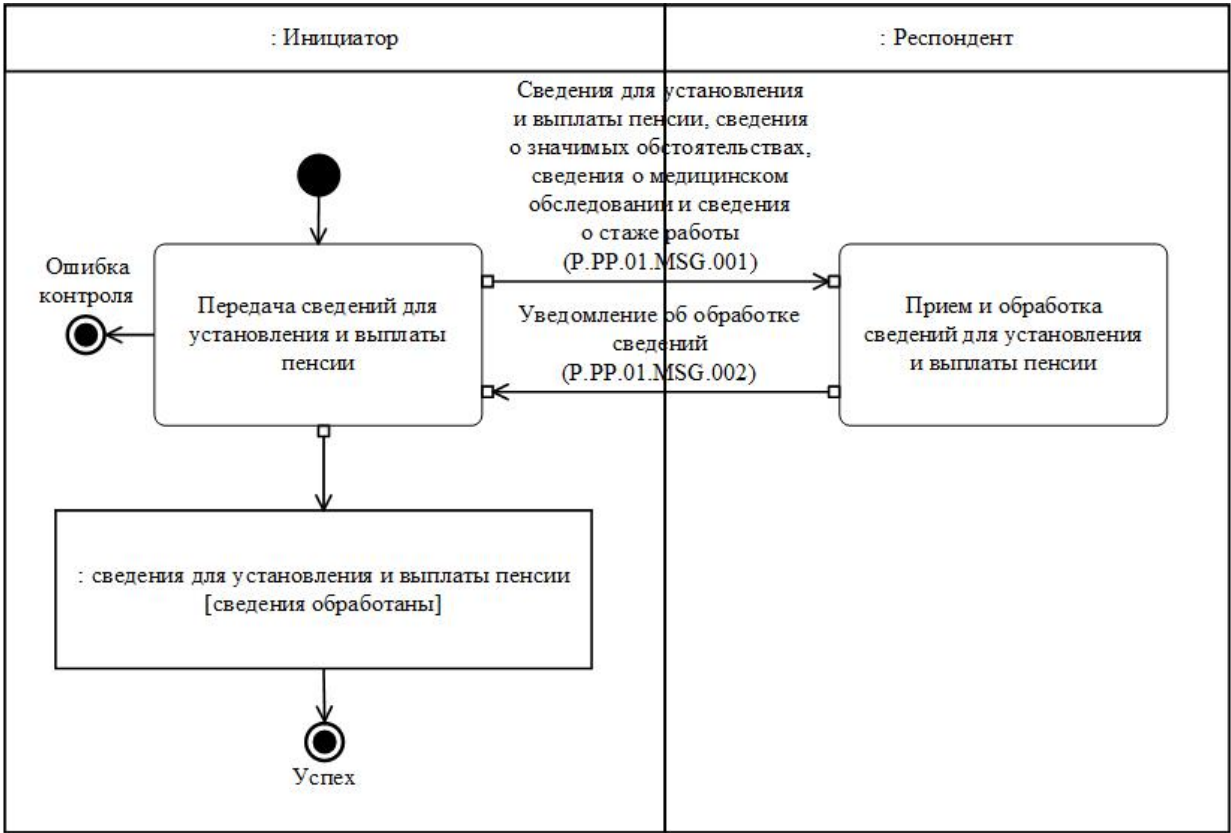 : Инициатор
: Респондент
Сведения для установления
и выплаты пенсии, сведения
о значимых обстоятельствах,
сведения о медицинском
обследовании и сведения
о стаже работы
(P.PP.01.MSG.001)
Ошибка
контроля
Передача сведений для
установления и выплаты
пенсии
Уведомление об обработке
сведений
(P.PP.01.MSG.002)
Прием и обработка
сведений для установления
и выплаты пенсии
: сведения для установления и выплаты пенсии
[сведения обработаны]
Успех